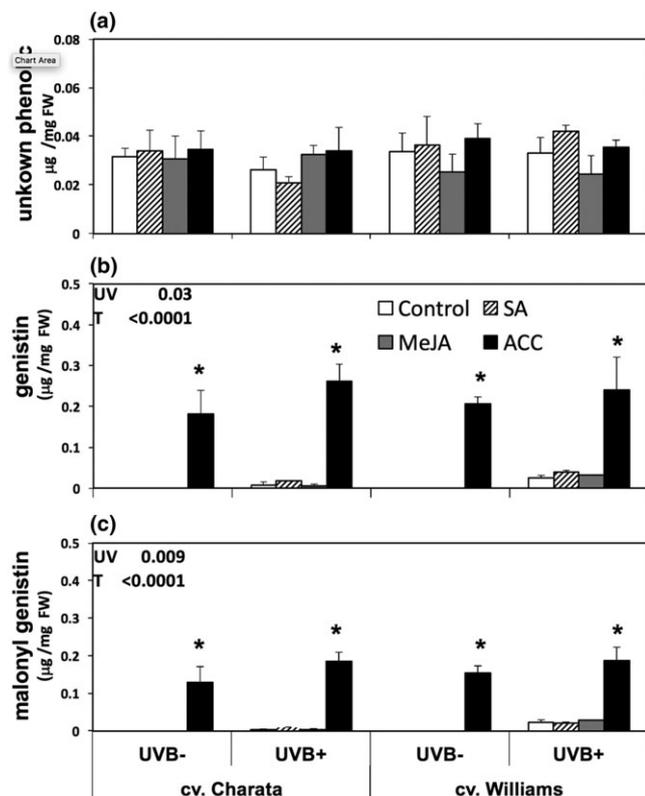 (a)
0.08
0.06
0.04
0.02
0
unkown phenolic
µg /mg FW
Chart Area
(b)
0.5
0.4
0.3
0.2
0.1
0
genistin
(µg/mg FW)
UV 0.03
T <0.0001
Control SA
MeJA ACC
* * * *
(c)
0.5
0.4
0.3
0.2
0.1
0
malonyl genistin
(µg/mg FW)
UV 0.009
T <0.0001
* * * *
UVB- UVB+ UVB- UVB+
cv. Charata cv. Williams